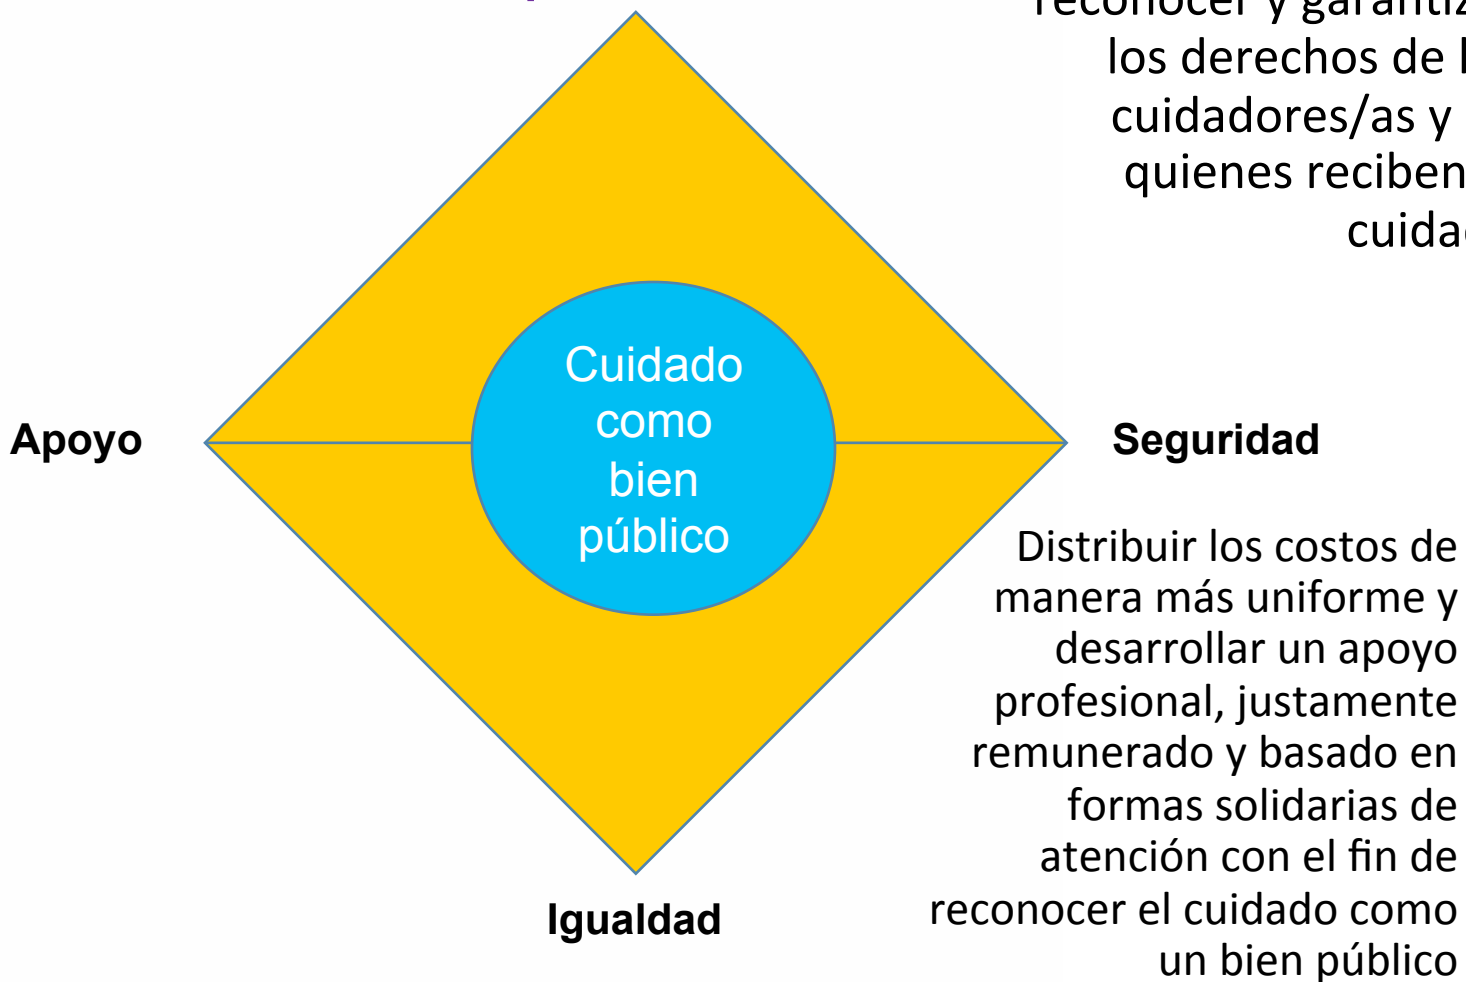 reconocer y
los derechos de
cuidadores/as y
quienes reciben
Cuidado
como
bien
público
Apoyo
Seguridad
Distribuir los costos de
manera más uniforme y
desarrollar un apoyo
profesional, justamente
remunerado y basado en
formas solidarias de
atención con el fin de
reconocer el cuidado como
un bien público
Igualdad